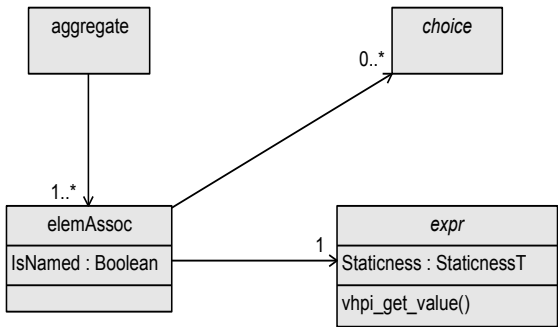 aggregate
choice
0..*
1..*
elemAssoc
IsNamed : Boolean
1
expr
Staticness : StaticnessT
vhpi_get_value()